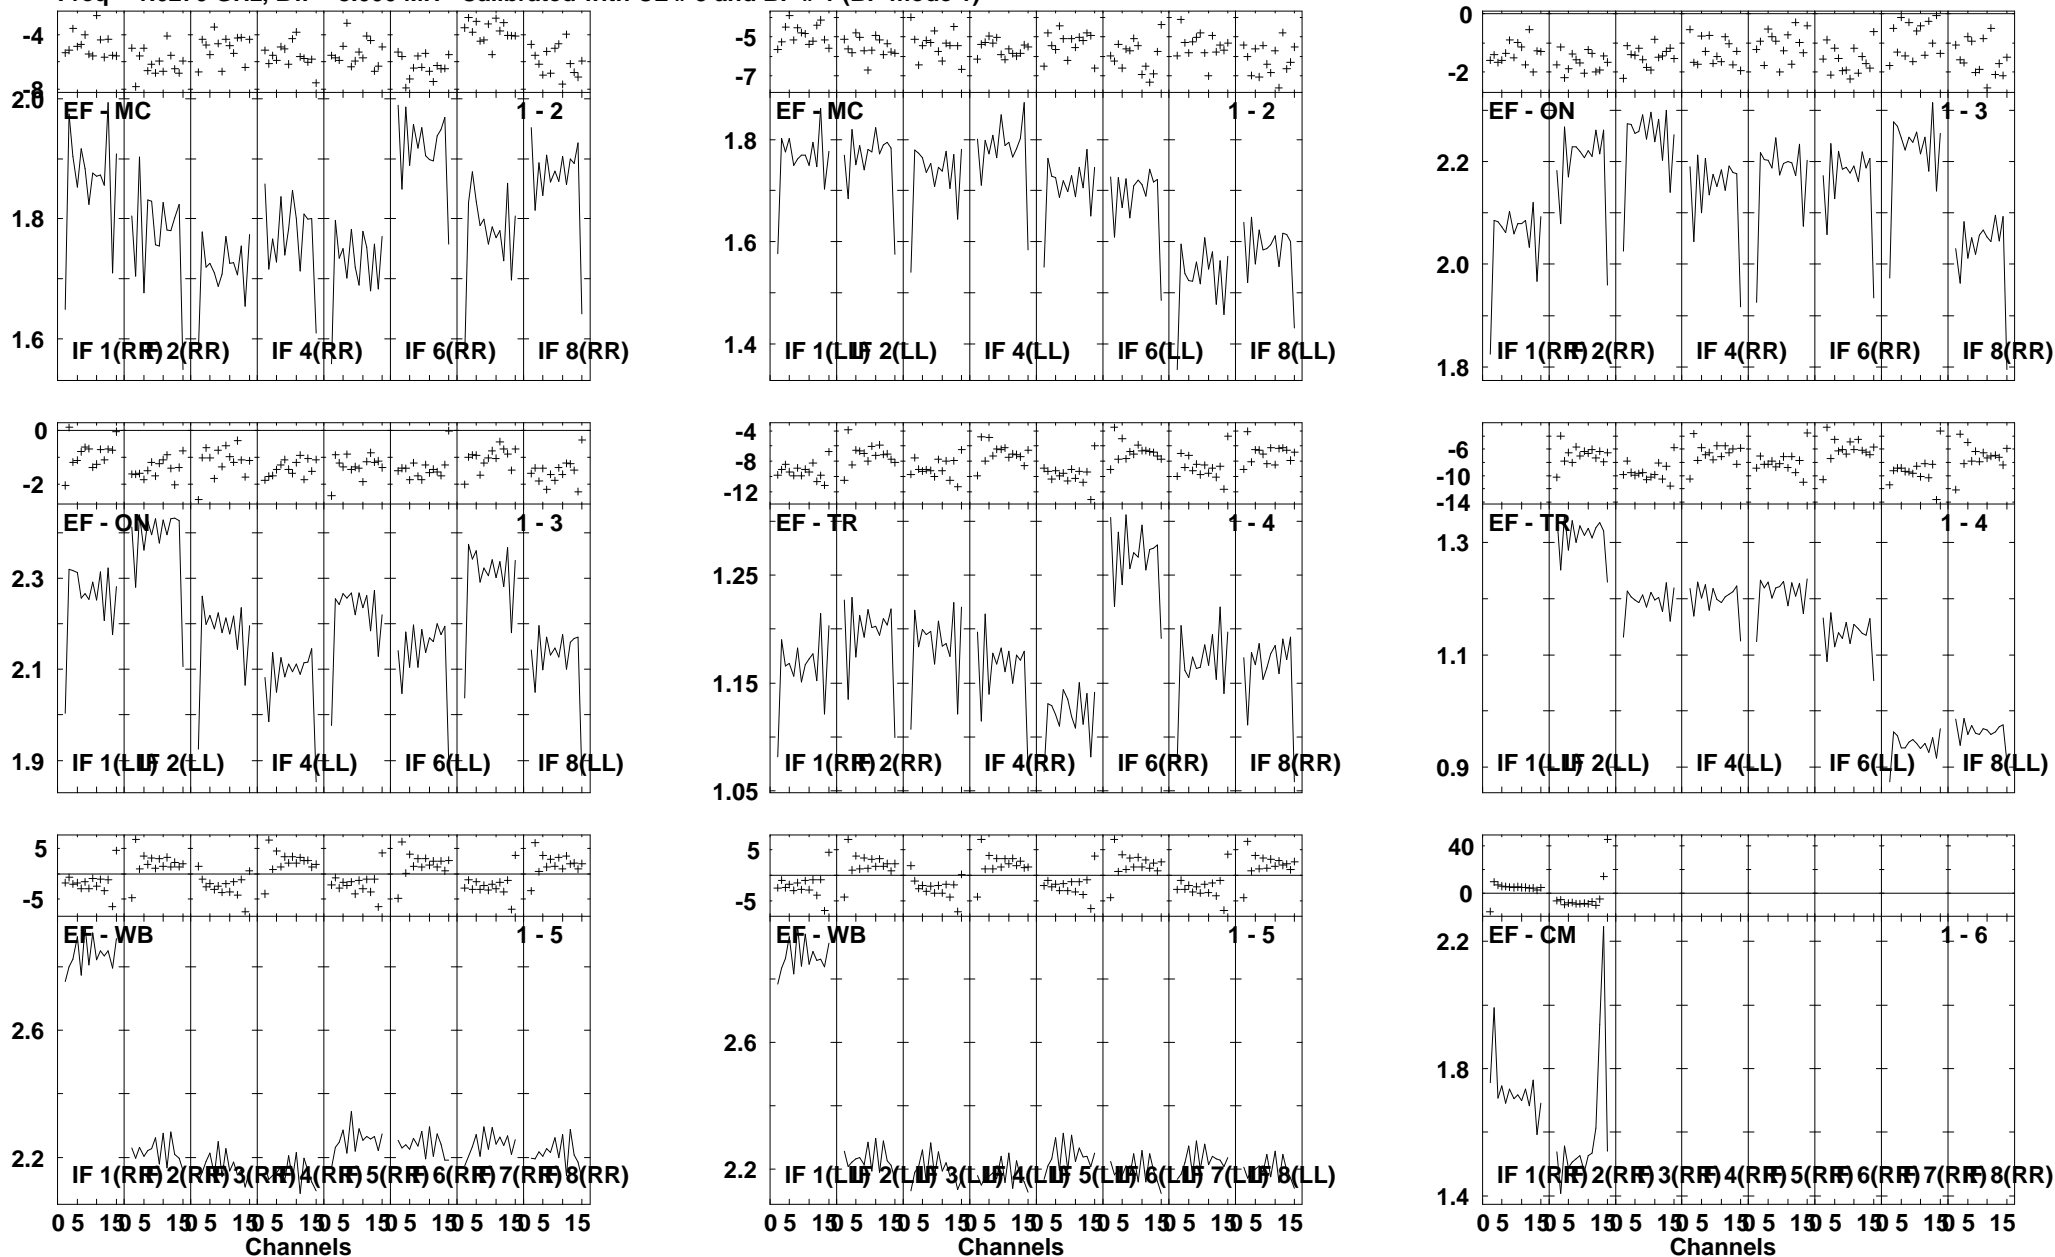 -4 -8 2.0 1.8 1.6 EF - MC 1 - 2 IF 1(RR) IF 2(RR) IF 4(RR) IF 6(RR) IF 8(RR)
-5 -7 1.8 1.6 1.4 EF - MC 1 - 2 IF 1(LL) IF 2(LL) IF 4(LL) IF 6(LL) IF 8(LL)
0 -2 2.2 2.0 1.8 EF - ON 1 - 3 IF 1(RR) IF 2(RR) IF 4(RR) IF 6(RR) IF 8(RR)
0 -2 2.3 2.1 1.9 EF - ON 1 - 3 IF 1(LL) IF 2(LL) IF 4(LL) IF 6(LL) IF 8(LL)
-4 -8 -12 1.25 1.15 1.05 EF - TR 1 - 4 IF 1(RR) IF 2(RR) IF 4(RR) IF 6(RR) IF 8(RR)
-6 -10 -14 1.3 1.1 0.9 EF - TR 1 - 4 IF 1(LL) IF 2(LL) IF 4(LL) IF 6(LL) IF 8(LL)
5 -5 2.6 2.2 EF - WB 1 - 5 IF 1(RR) IF 2(RR) IF 3(RR) IF 4(RR) IF 5(RR) IF 6(RR) IF 7(RR) IF 8(RR)
0 5 15 0 5 15 0 5 15 0 5 15 0 5 15 0 5 15 0 5 15 0 5 15
Channels
5 -5 2.6 2.2 EF - WB 1 - 5 IF 1(LL) IF 2(LL) IF 3(LL) IF 4(LL) IF 5(LL) IF 6(LL) IF 7(LL) IF 8(LL)
0 5 15 0 5 15 0 5 15 0 5 15 0 5 15 0 5 15 0 5 15 0 5 15
Channels
40 0 2.2 1.8 1.4 EF - CM 1 - 6 IF 1(RR) IF 2(RR) IF 3(RR) IF 4(RR) IF 5(RR) IF 6(RR) IF 7(RR) IF 8(RR)
0 5 15 0 5 15 0 5 15 0 5 15 0 5 15 0 5 15 0 5 15 0 5 15
Channels